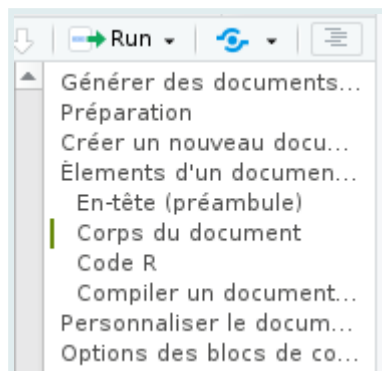 Run
Générer des documents...
Préparation
Créer un nouveau docu...
Élements d'un documen...
En-tête (préambule)
Corps du document
Code R
Compiler un document...
Personnaliser le docum...
Options des blocs de co...